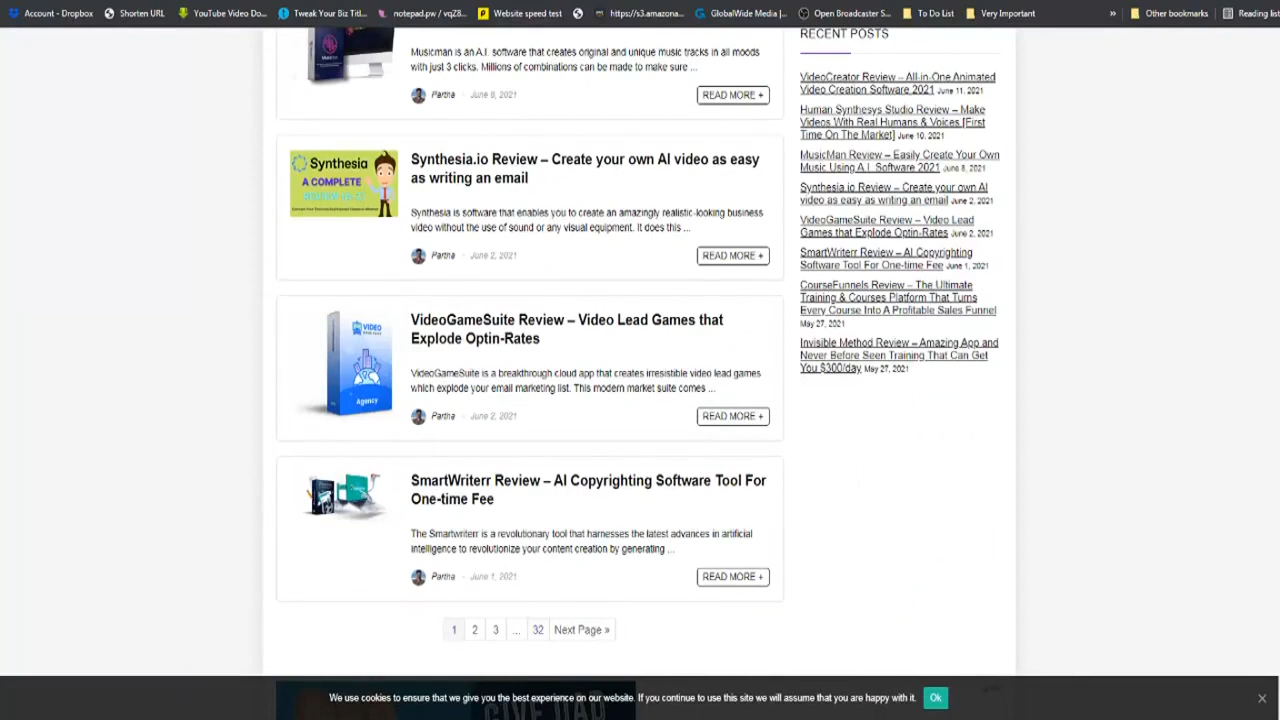 Account - Dropbox
Shorten URL
YouTube Video Do...
Tweak Your Biz Titl...
notepad.pw / vqZ8...
Website speed test
https://s3.amazona...
GlobalWide Media |...
Open Broadcaster S...
To Do List
Very Important
»
Other bookmarks
Reading list
Musicman is an A.I. software that creates original and unique music tracks in all moods
with just 3 clicks. Millions of combinations can be made to make sure ...
Partha - June 8, 2021
READ MORE +
Synthesia
A COMPLETE
Synthesia.io Review – Create your own AI video as easy
as writing an email
Synthesia is software that enables you to create an amazingly realistic-looking business
video without the use of sound or any visual equipment. It does this ...
Partha - June 2, 2021
READ MORE +
VIDEO
Agency
VideoGameSuite Review – Video Lead Games that
Explode Optin-Rates
VideoGameSuite is a breakthrough cloud app that creates irresistible video lead games
which explode your email marketing list. This modern market suite comes ...
Partha - June 2, 2021
READ MORE +
SmartWriterr Review – AI Copyrighting Software Tool For
One-time Fee
The Smartwriterr is a revolutionary tool that harnesses the latest advances in artificial
intelligence to revolutionize your content creation by generating ...
Partha - June 1, 2021
READ MORE +
1 2 3 ... 32 Next Page »
RECENT POSTS
VideoCreator Review – All-in-One Animated
Video Creation Software 2021 June 11, 2021
Human Synthesys Studio Review – Make
Videos With Real Humans & Voices [First
Time On The Market] June 10, 2021
MusicMan Review – Easily Create Your Own
Music Using A.I. Software 2021 June 8, 2021
Synthesia.io Review – Create your own AI
video as easy as writing an email June 2, 2021
VideoGameSuite Review – Video Lead
Games that Explode Optin-Rates June 2, 2021
SmartWriterr Review – AI Copyrighting
Software Tool For One-time Fee June 1, 2021
CourseFunnels Review – The Ultimate
Training & Courses Platform That Turns
Every Course Into A Profitable Sales Funnel
May 27, 2021
Invisible Method Review – Amazing App and
Never Before Seen Training That Can Get
You $300/day May 27, 2021
GIVE DAD
We use cookies to ensure that we give you the best experience on our website. If you continue to use this site we will assume that you are happy with it.
Ok